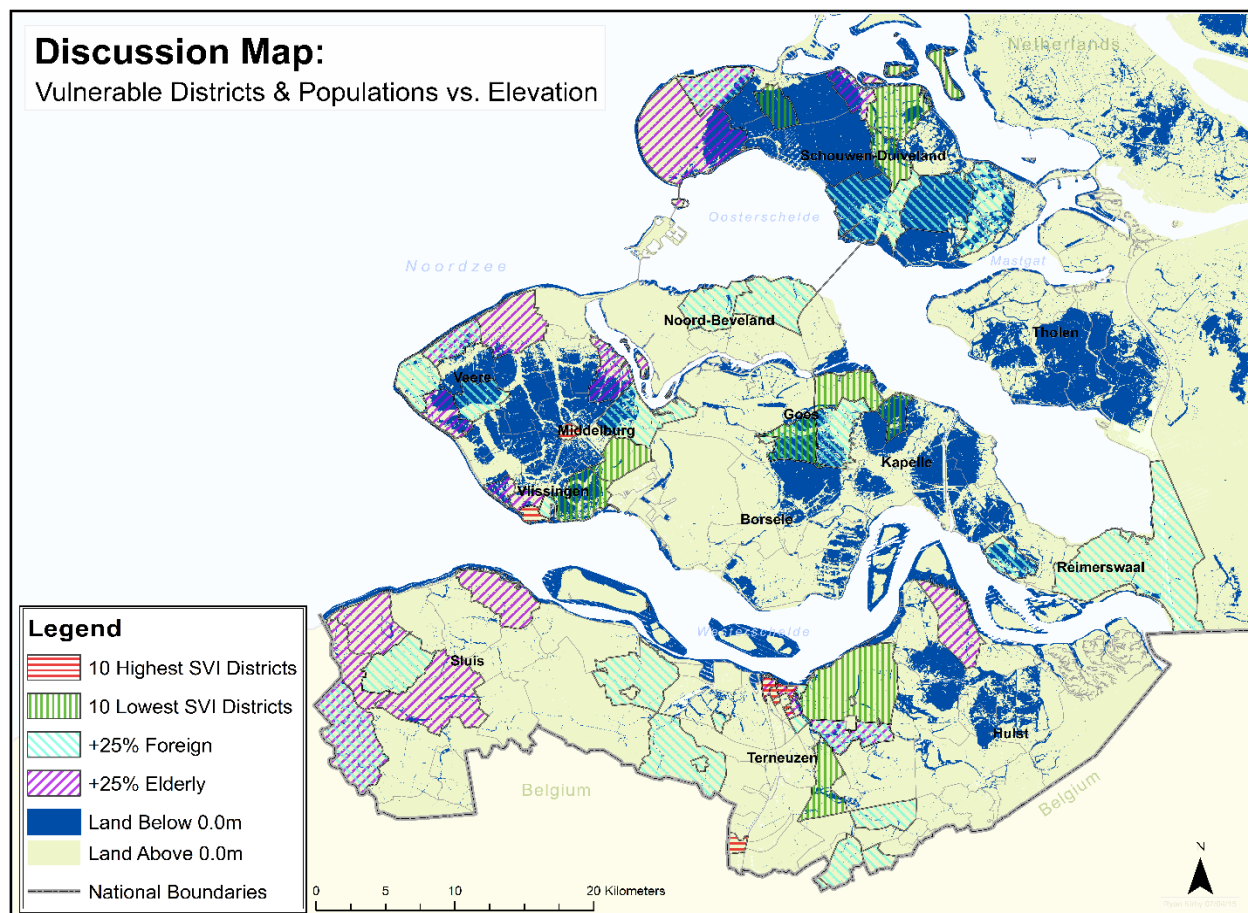 Discussion Map:
Vulnerable Districts & Populations vs. Elevation
Netherlands
Schouwen-Duiveland
Oosterschelde
Noordzee
Mastgat
Noord-Beveland
Tholen
Veere
Goes
Middelburg
Kapelle
Vlissingen
Borsele
Reimerswaal
Westerschelde
Sluis
Hulst
Terneuzen
Belgium
Belgium
Legend
10 Highest SVI Districts
10 Lowest SVI Districts
+25% Foreign
+25% Elderly
Land Below 0.0m
Land Above 0.0m
National Boundaries
0 5 10 20 Kilometers
N